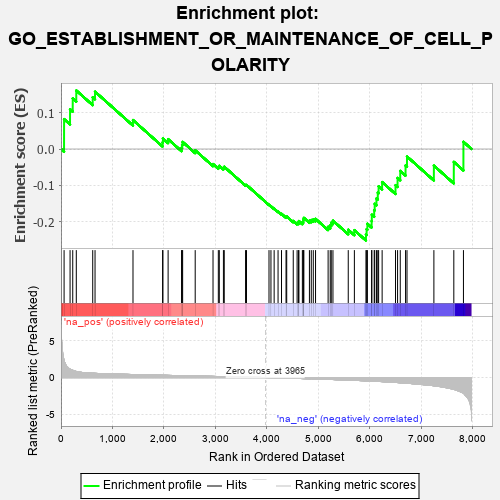 Enrichment plot:
GO_ESTABLISHMENT_OR_MAINTENANCE_OF_CELL_P
OLARITY
Enrichment score (ES)
0.1
0.0
-0.1
-0.2
'na_pos' (positively correlated)
Ranked list metric (PreRanked)
5
0
-5
Zero cross at 3965
'na_neg' (negatively correlated)
0
1,000
2,000
3,000
4,000
5,000
6,000
7,000
8,000
Rank in Ordered Dataset
Enrichment profile
Hits
Ranking metric scores